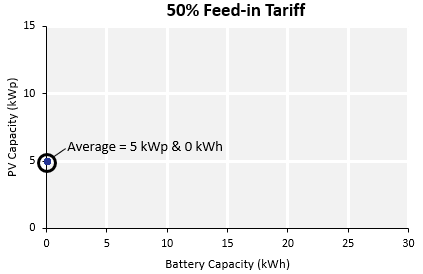 50% Feed-in Tariff
15
10
5
0
PV Capacity (kWp)
Average = 5 kWp & 0 kWh
0 5 10 15 20 25 30
Battery Capacity (kWh)